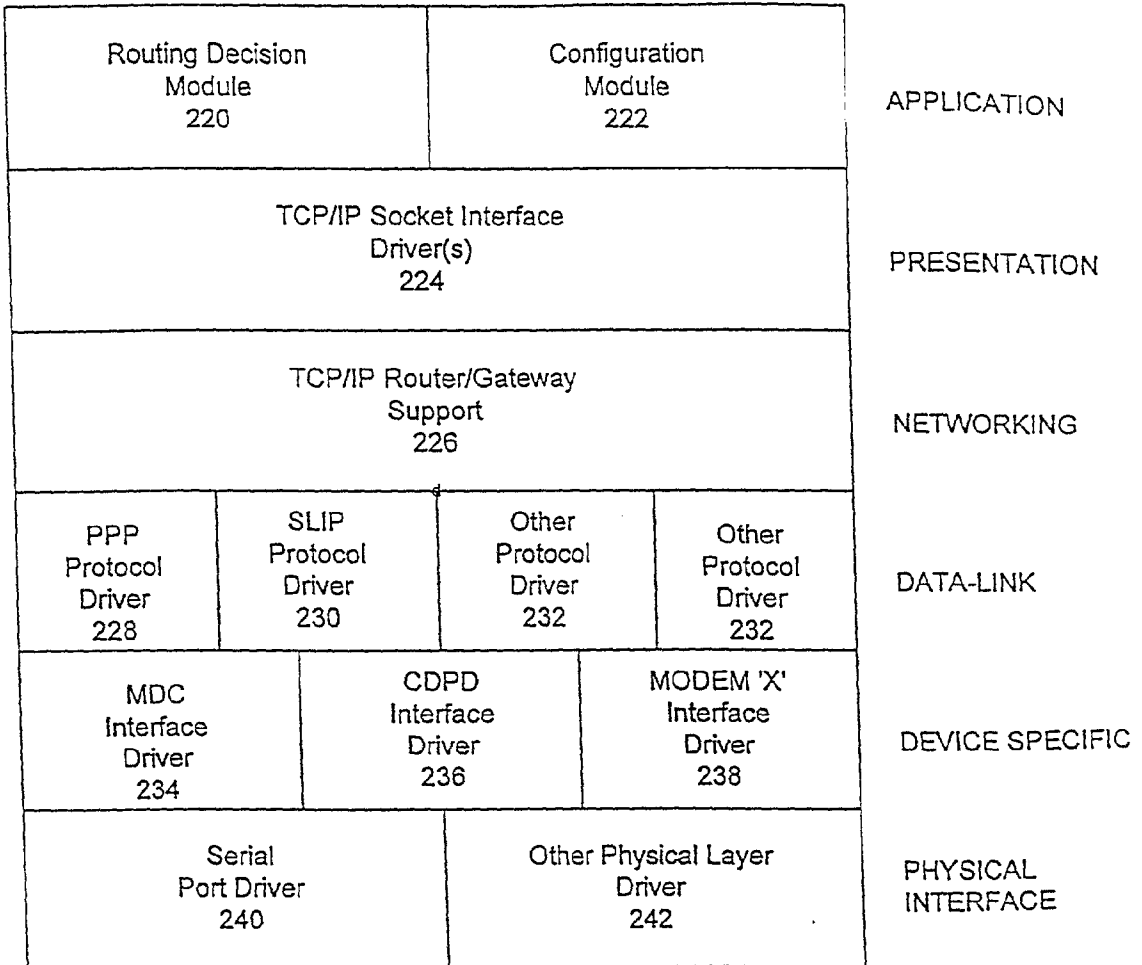 Routing Decision
Module
220
Configuration
Module
222
APPLICATION
TCP/IP Socket Interface
Driver(s)
224
PRESENTATION
TCP/IP Router/Gateway
Support
226
NETWORKING
PPP
Protocol
Driver
228
SLIP
Protocol
Driver
230
Other
Protocol
Driver
232
Other
Protocol
Driver
232
DATA-LINK
MDC
Interface
Driver
234
CDPD
Interface
Driver
236
MODEM 'X'
Interface
Driver
238
DEVICE SPECIFIC
Serial
Port Driver
240
Other Physical Layer
Driver
242
PHYSICAL
INTERFACE